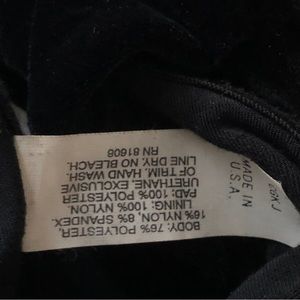 BODY: 76% POLYESTER,
16% NYLON, 8% SPANDEX.
LINING: 100% NYLON.
PAD: 100% POLYESTER
URETHANE. EXCLUSIVE
OF TRIM. HAND WASH.
LINE DRY. NO BLEACH.
RN 81608
MADE IN
U.S.A.